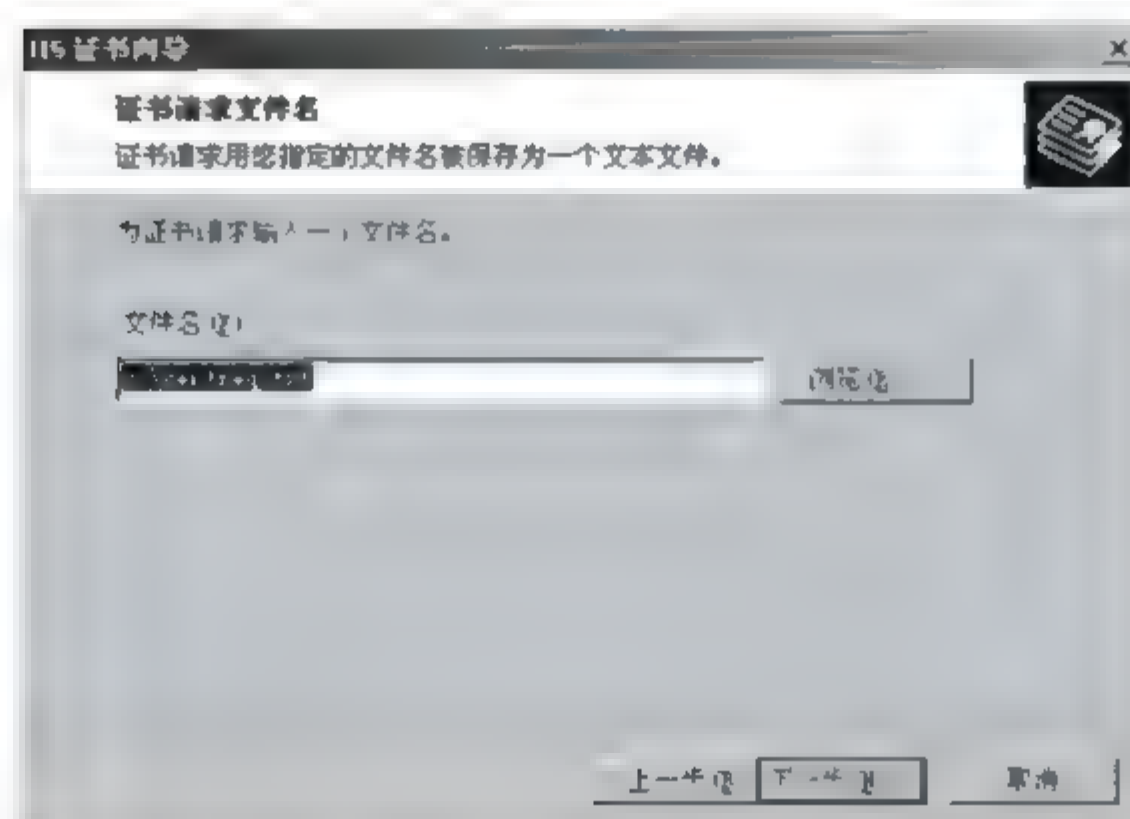 IIS 证书向导
证书请求文件名
证书请求用您指定的文件名被保存为一个文本文件。
为证书请求输入一个文件名。
文件名(F)
浏览(R)
上一步(B) 下一步(N) 取消